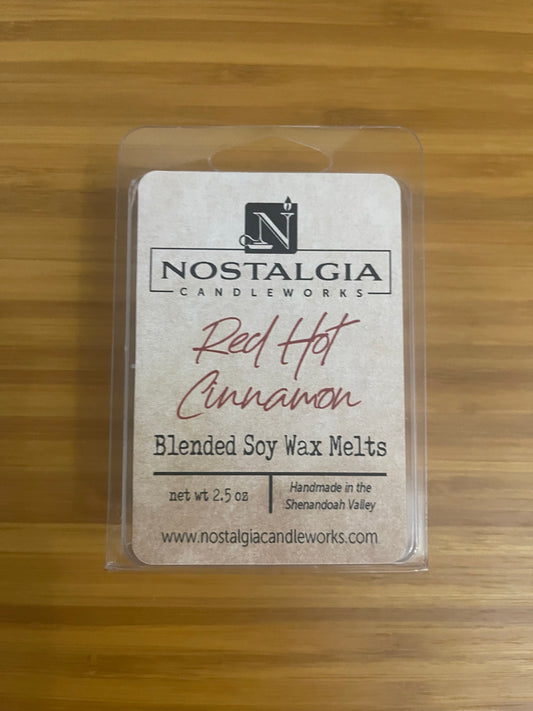 N
NOSTALGIA
CANDLEWORKS
Red Hot
Cinnamon
Blended Soy Wax Melts
net wt 2.5 oz
Handmade in the
Shenandoah Valley
www.nostalgiacandleworks.com